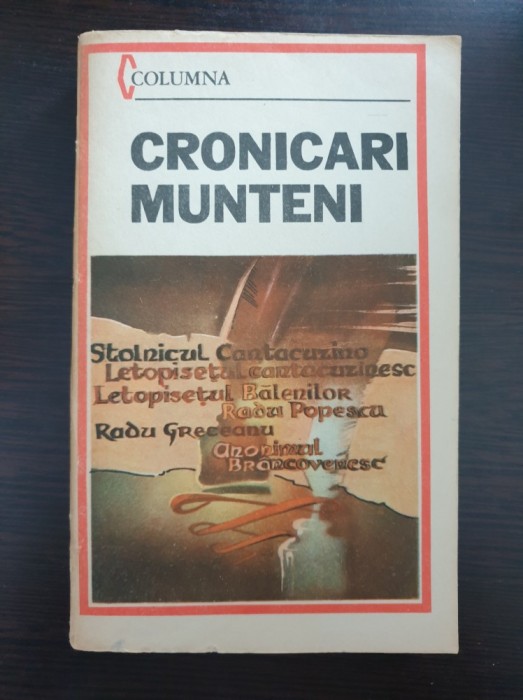 COLUMNA
CRONICARI
MUNTENI
Stolnicul Cantacuzino
Letopisețul cantacuzinesc
Letopisețul Bălenilor
Radu Popescu
Radu Greceanu
Anonimul
Brâncovenesc